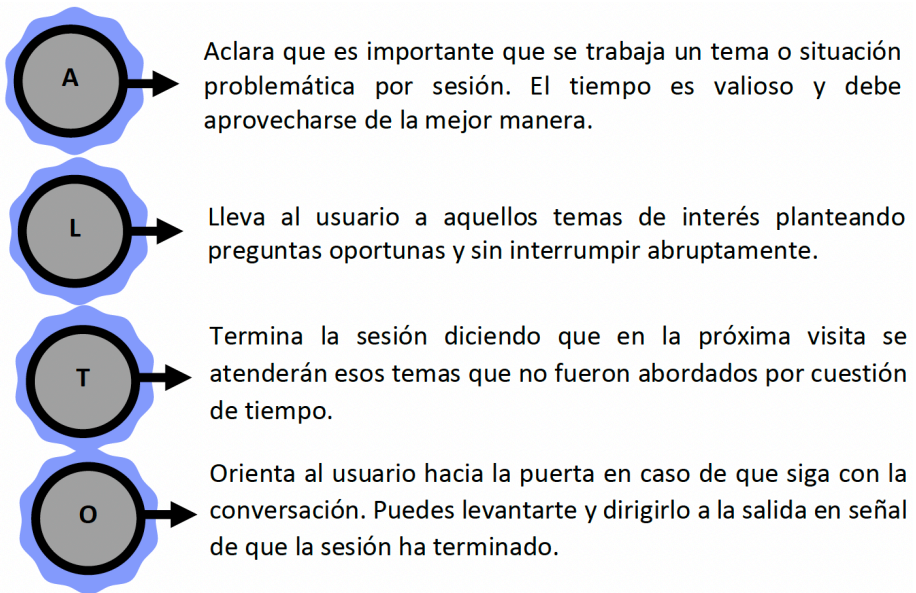 A
Aclara que es importante que se trabaja un tema o situación
problemática por sesión. El tiempo es valioso y debe
aprovecharse de la mejor manera.
L
Lleva al usuario a aquellos temas de interés planteando
preguntas oportunas y sin interrumpir abruptamente.
T
Termina la sesión diciendo que en la próxima visita se
atenderán esos temas que no fueron abordados por cuestión
de tiempo.
O
Orienta al usuario hacia la puerta en caso de que siga con la
conversación. Puedes levantarte y dirigirlo a la salida en señal
de que la sesión ha terminado.